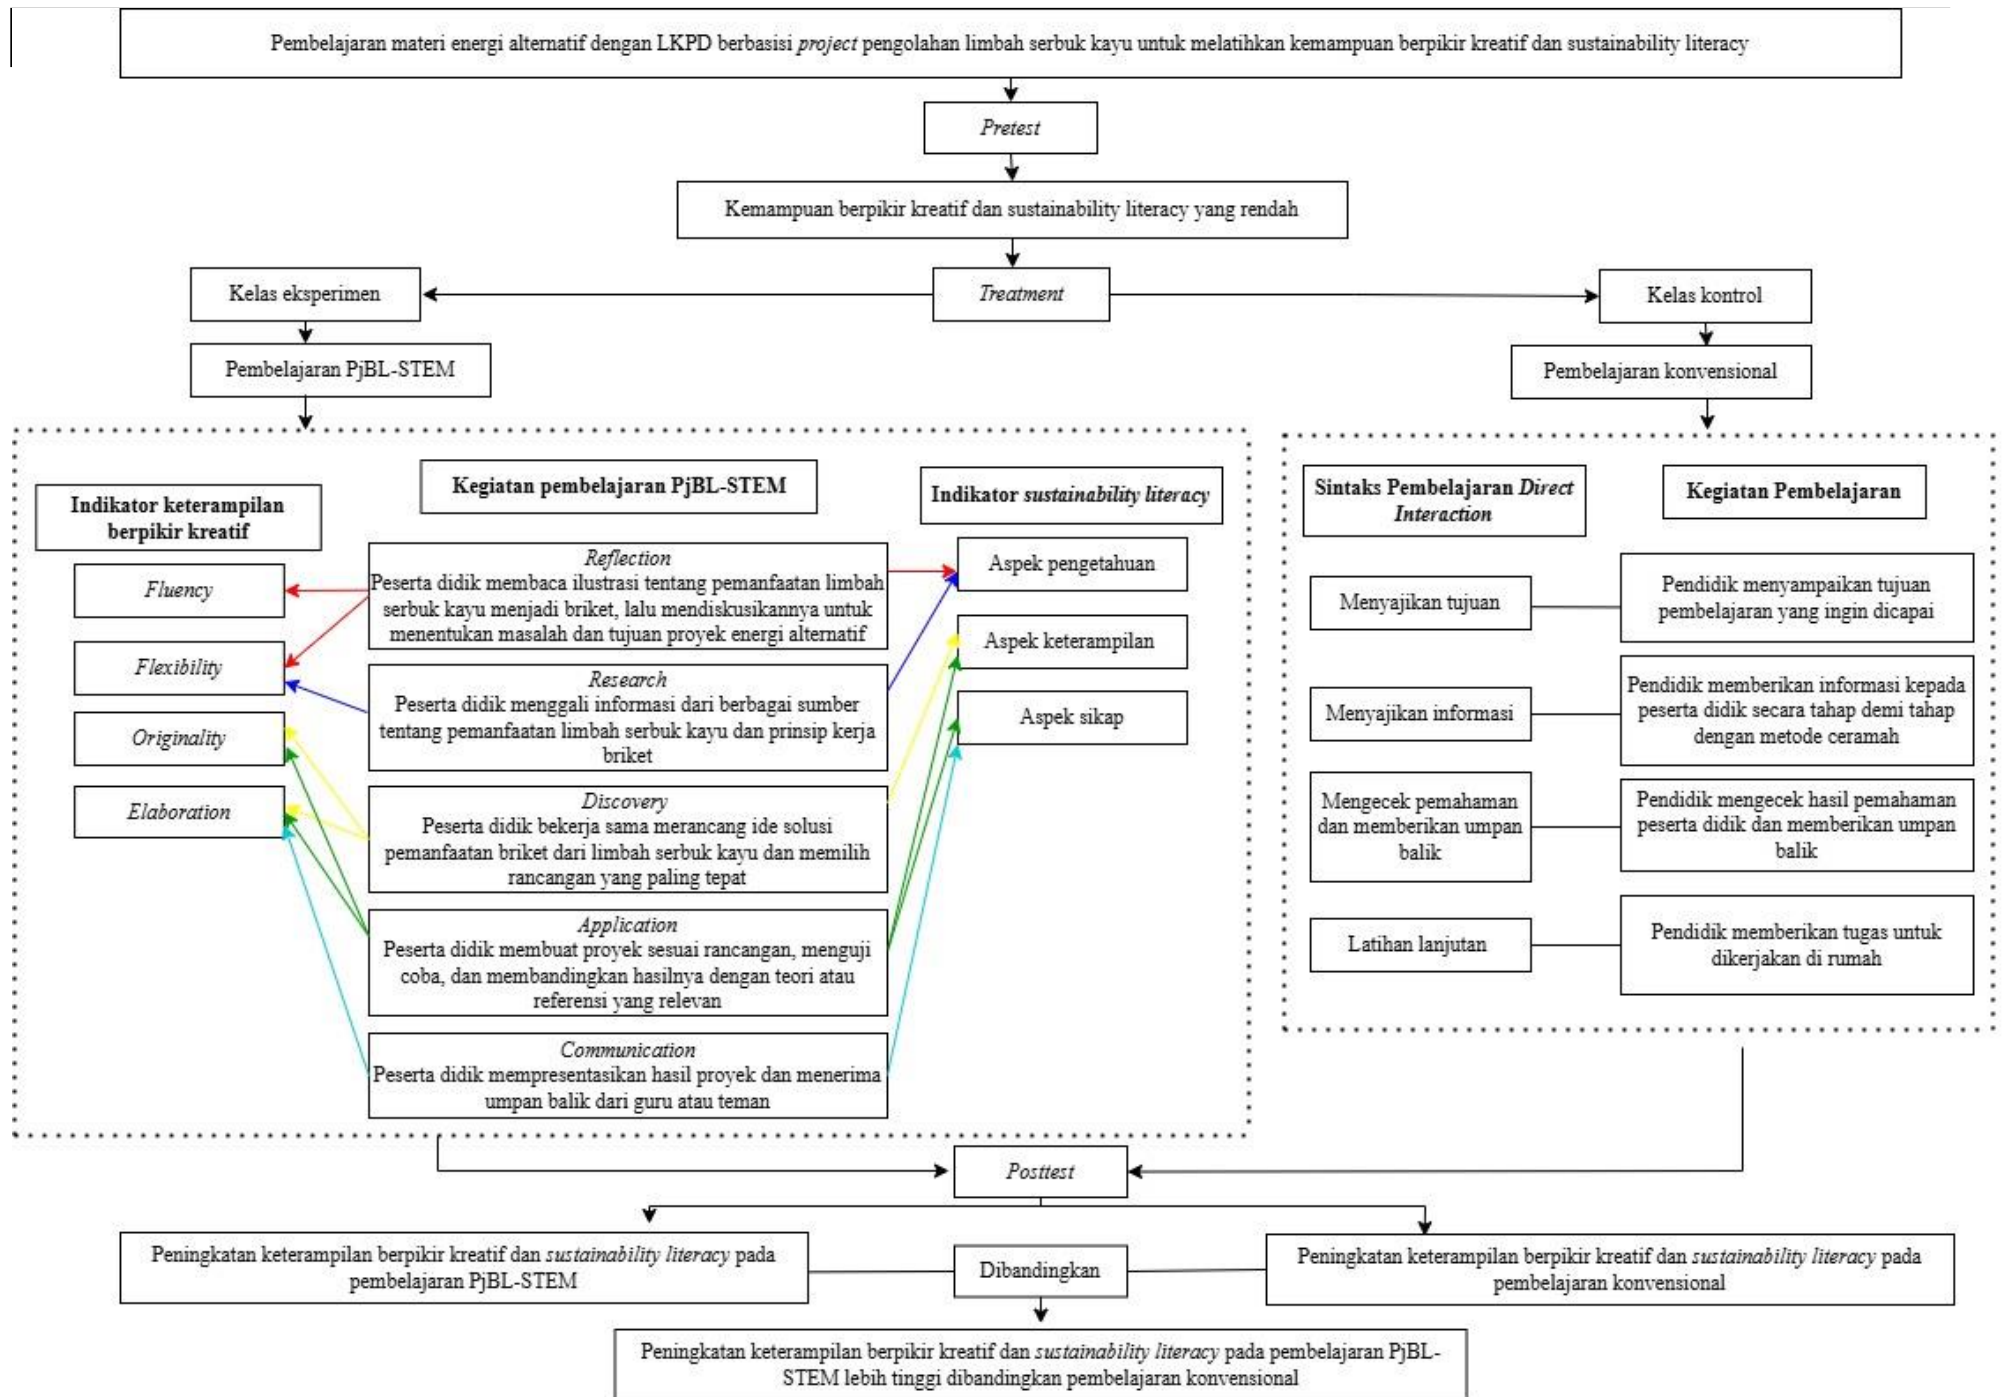 Pembelajaran materi energi alternatif dengan LKPD berbasisi project pengolahan limbah serbuk kayu untuk melatihkan kemampuan berpikir kreatif dan sustainability literacy
Pretest
Kemampuan berpikir kreatif dan sustainability literacy yang rendah
Kelas eksperimen
Treatment
Kelas kontrol
Pembelajaran PjBL-STEM
Pembelajaran konvensional
Indikator keterampilan
berpikir kreatif
Fluency
Flexibility
Originality
Elaboration
Kegiatan pembelajaran PjBL-STEM
Reflection
Peserta didik membaca ilustrasi tentang pemanfaatan limbah
serbuk kayu menjadi briket, lalu mendiskusikannya untuk
menentukan masalah dan tujuan proyek energi alternatif
Research
Peserta didik menggali informasi dari berbagai sumber
tentang pemanfaatan limbah serbuk kayu dan prinsip kerja
briket
Discovery
Peserta didik bekerja sama merancang ide solusi
pemanfaatan briket dari limbah serbuk kayu dan memilih
rancangan yang paling tepat
Application
Peserta didik membuat proyek sesuai rancangan, menguji
coba, dan membandingkan hasilnya dengan teori atau
referensi yang relevan
Communication
Peserta didik mempresentasikan hasil proyek dan menerima
umpan balik dari guru atau teman
Indikator sustainability literacy
Aspek pengetahuan
Aspek keterampilan
Aspek sikap
Sintaks Pembelajaran Direct
Interaction
Kegiatan Pembelajaran
Menyajikan tujuan
Pendidik menyampaikan tujuan
pembelajaran yang ingin dicapai
Menyajikan informasi
Pendidik memberikan informasi kepada
peserta didik secara tahap demi tahap
dengan metode ceramah
Mengecek pemahaman
dan memberikan umpan
balik
Pendidik mengecek hasil pemahaman
peserta didik dan memberikan umpan
balik
Latihan lanjutan
Pendidik memberikan tugas untuk
dikerjakan di rumah
Posttest
Peningkatan keterampilan berpikir kreatif dan sustainability literacy pada
pembelajaran PjBL-STEM
Dibandingkan
Peningkatan keterampilan berpikir kreatif dan sustainability literacy pada
pembelajaran konvensional
Peningkatan keterampilan berpikir kreatif dan sustainability literacy pada pembelajaran PjBL-
STEM lebih tinggi dibandingkan pembelajaran konvensional